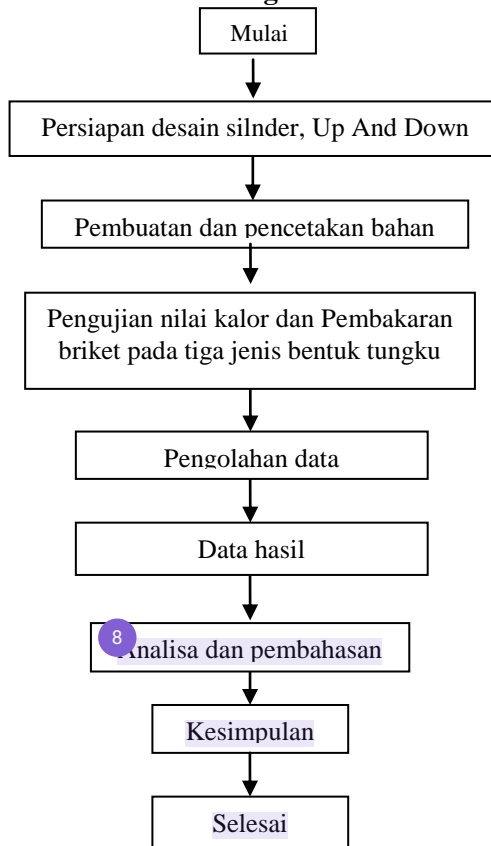 Mulai
Persiapan desain silnder, Up And Down
Pembuatan dan pencetakan bahan
Pengujian nilai kalor dan Pembakaran
briket pada tiga jenis bentuk tungku
Pengolahan data
Data hasil
8
Analisa dan pembahasan
Kesimpulan
Selesai